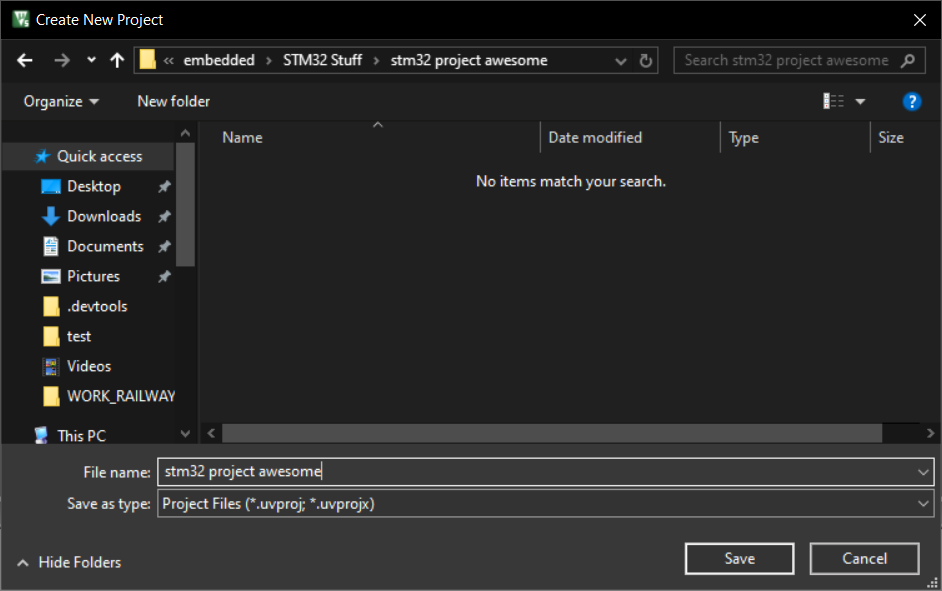 Create New Project
« embedded › STM32 Stuff › stm32 project awesome
Search stm32 project awesome
Organize
New folder
?
Name
Date modified
Type
Size
No items match your search.
Quick access
Desktop
Downloads
Documents
Pictures
.devtools
test
Videos
WORK_RAILWAY
This PC
File name: stm32 project awesome
Save as type: Project Files (*.uvproj; *.uvprojx)
Hide Folders
Save
Cancel